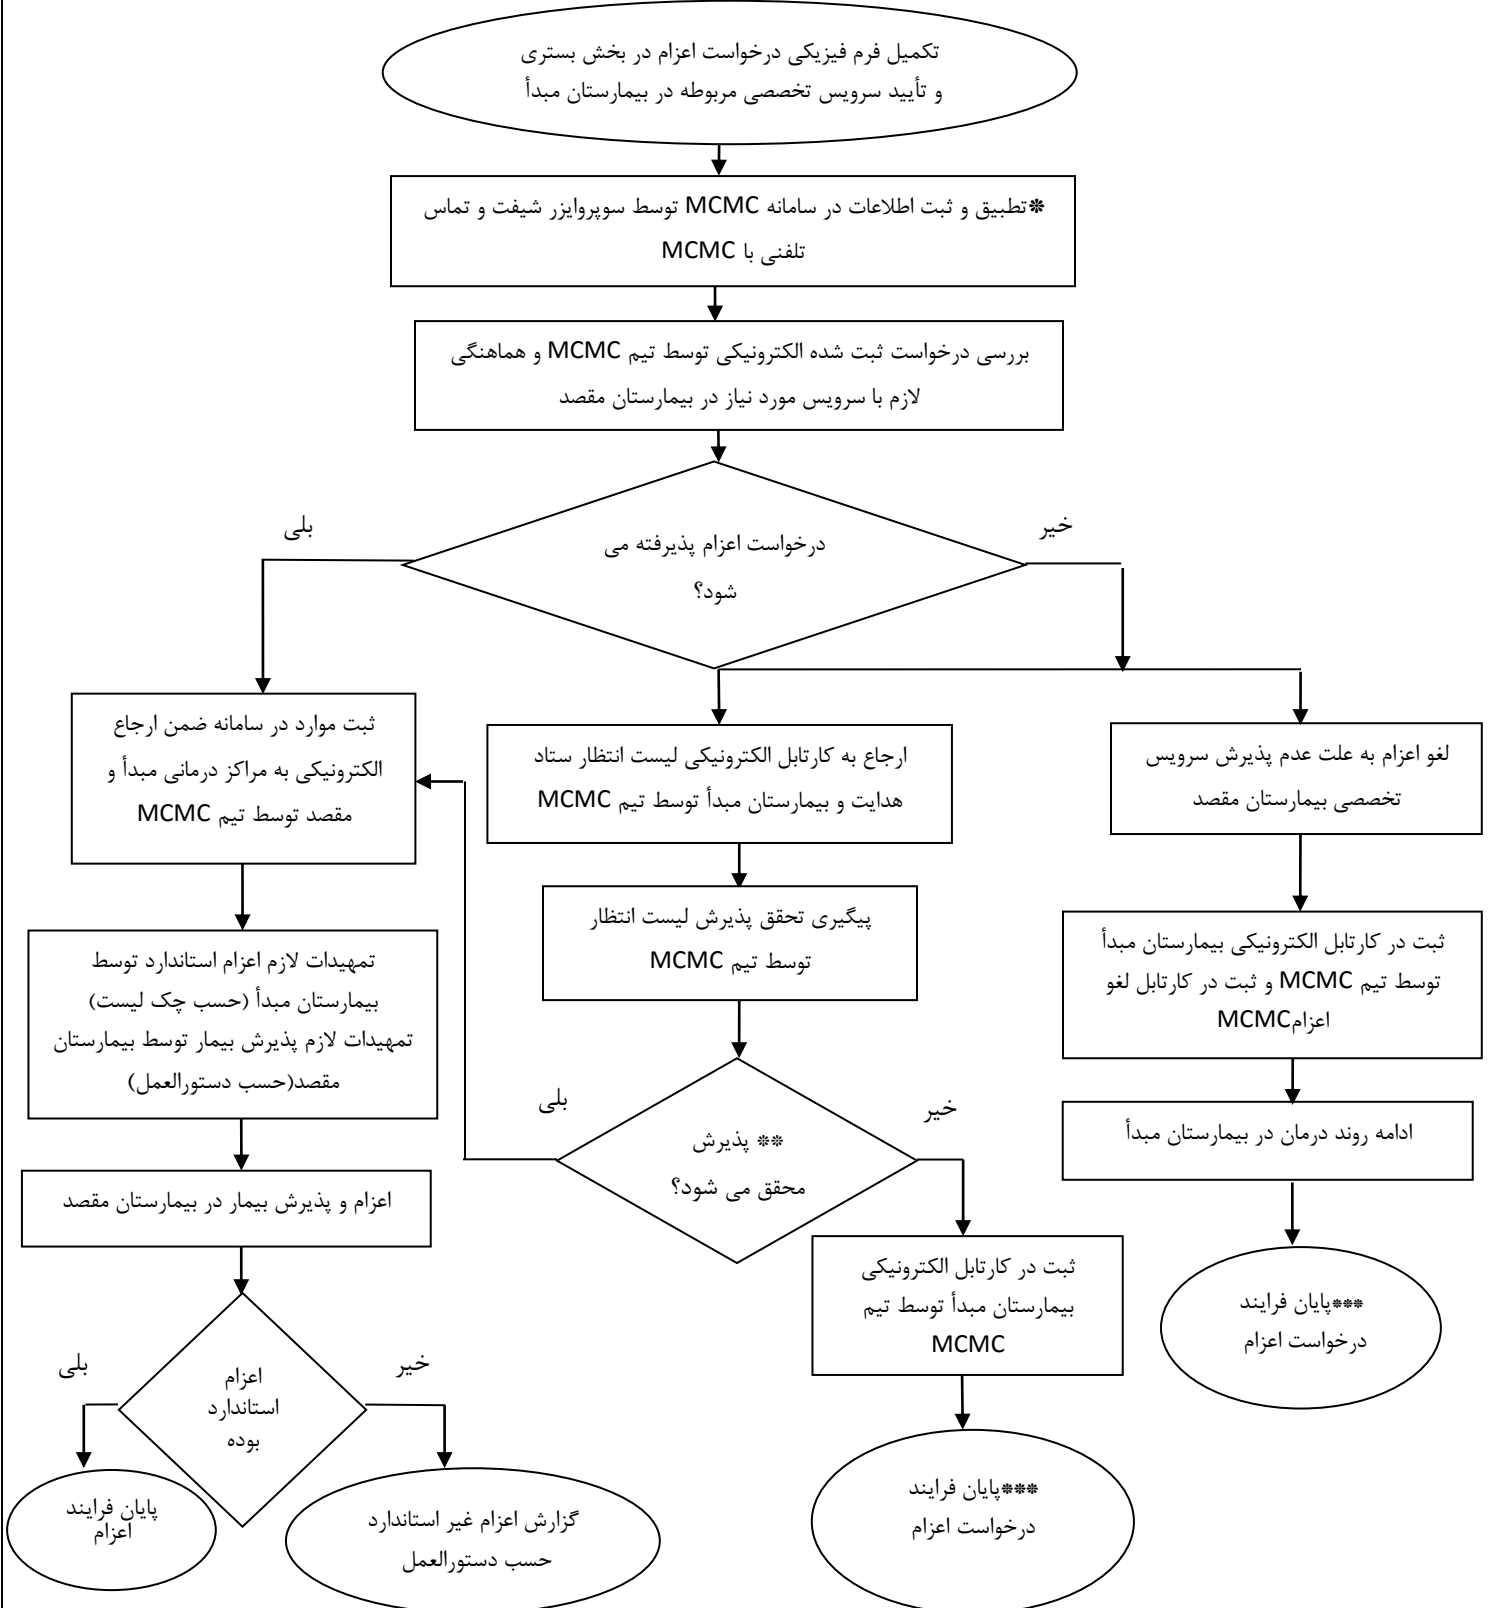 تکمیل فرم فیزیکی درخواست اعزام در بخش بستری
و تأیید سرویس تخصصی مربوطه در بیمارستان مبدأ
*تطبیق و ثبت اطلاعات در سامانه MCMC توسط سوپروایزر شیفت و تماس
تلفنی با MCMC
بررسی درخواست ثبت شده الکترونیکی توسط تیم MCMC و هماهنگی
لازم با سرویس مورد نیاز در بیمارستان مقصد
درخواست اعزام پذیرفته می
شود؟
خیر
بلی
لغو اعزام به علت عدم پذیرش سرویس
تخصصی بیمارستان مقصد
ثبت در کارتابل الکترونیکی بیمارستان مبدأ
توسط تیم MCMC و ثبت در کارتابل لغو
اعزامMCMC
ادامه روند درمان در بیمارستان مبدأ
***پایان فرایند
درخواست اعزام
ارجاع به کارتابل الکترونیکی لیست انتظار ستاد
هدایت و بیمارستان مبدأ توسط تیم MCMC
پیگیری تحقق پذیرش لیست انتظار
توسط تیم MCMC
** پذیرش
محقق می شود؟
خیر
بلی
ثبت در کارتابل الکترونیکی
بیمارستان مبدأ توسط تیم
MCMC
***پایان فرایند
درخواست اعزام
ثبت موارد در سامانه ضمن ارجاع
الکترونیکی به مراکز درمانی مبدأ و
مقصد توسط تیم MCMC
تمهیدات لازم اعزام استاندارد توسط
بیمارستان مبدأ (حسب چک لیست)
تمهیدات لازم پذیرش بیمار توسط بیمارستان
مقصد(حسب دستورالعمل)
اعزام و پذیرش بیمار در بیمارستان مقصد
اعزام
استاندارد
بوده
خیر
بلی
گزارش اعزام غیر استاندارد
حسب دستورالعمل
پایان فرایند
اعزام